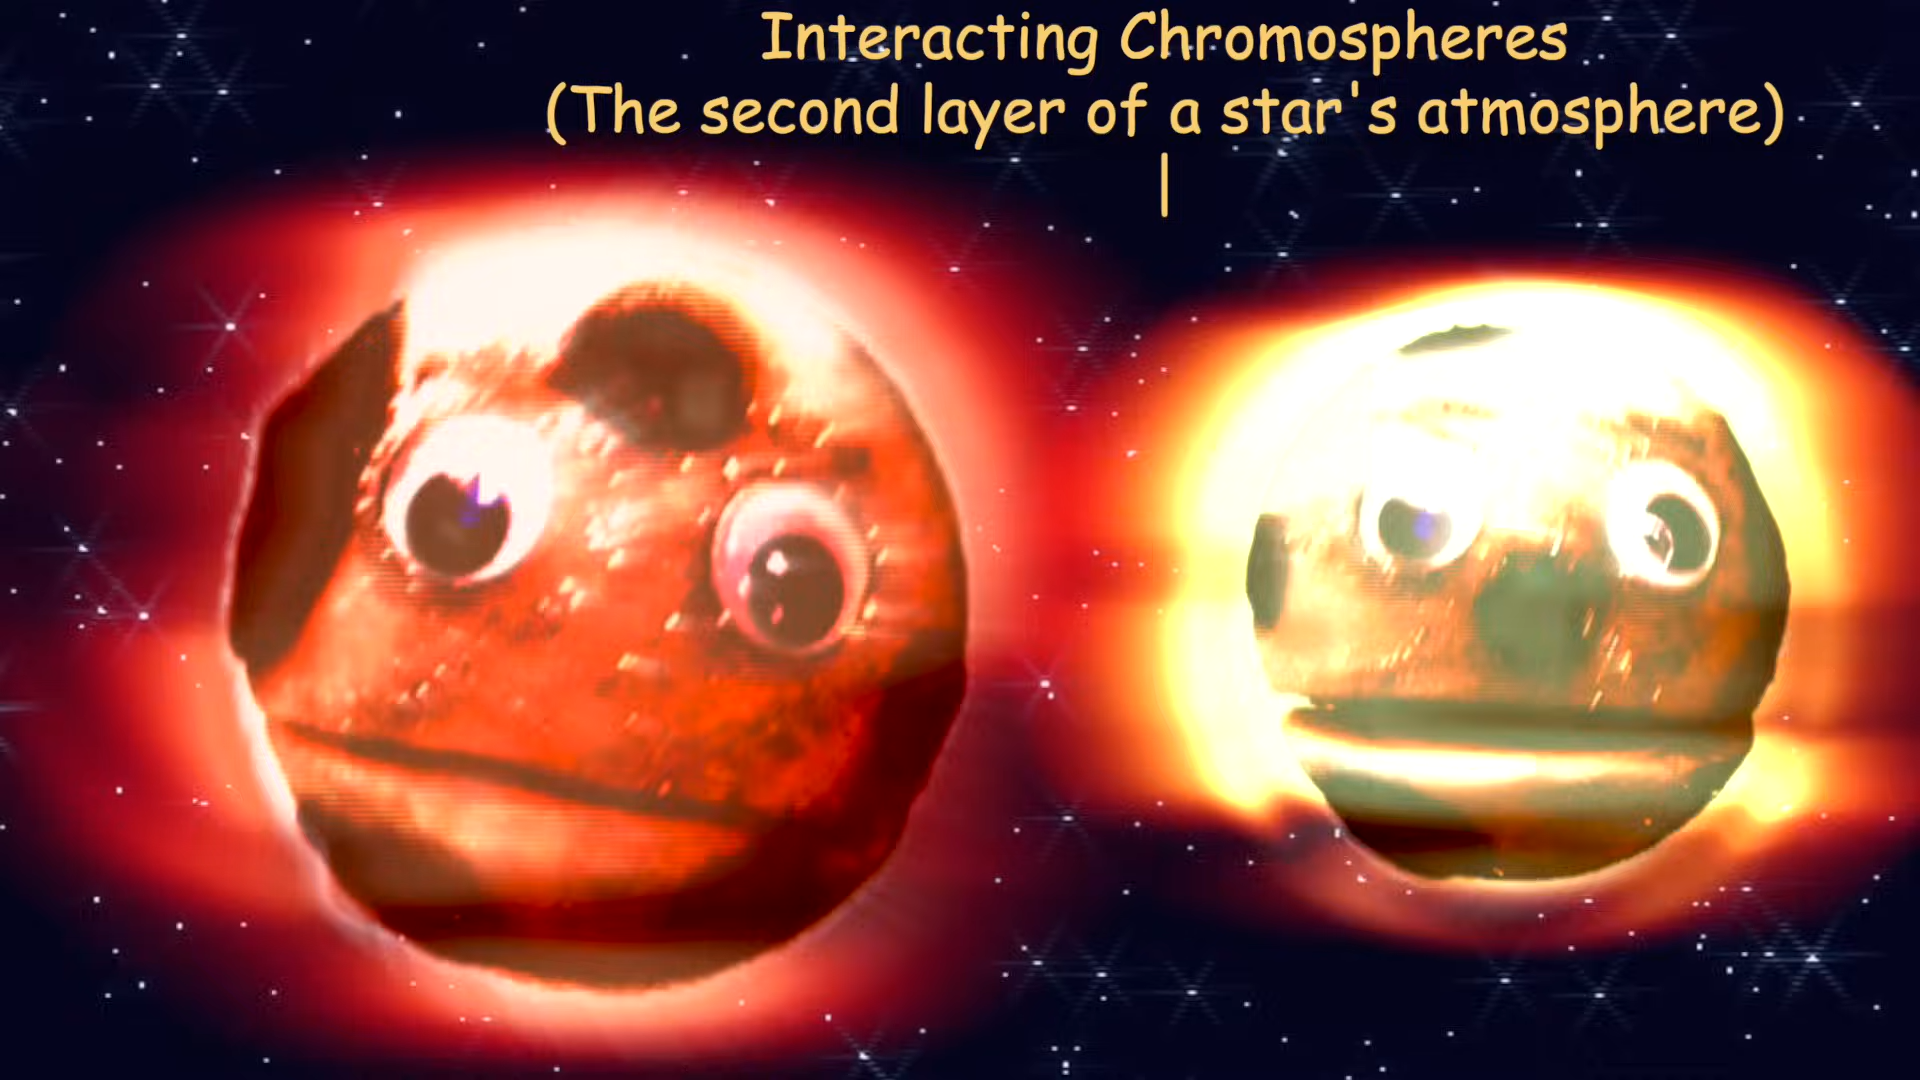 Interacting Chromospheres
(The second layer of a star's atmosphere)
|